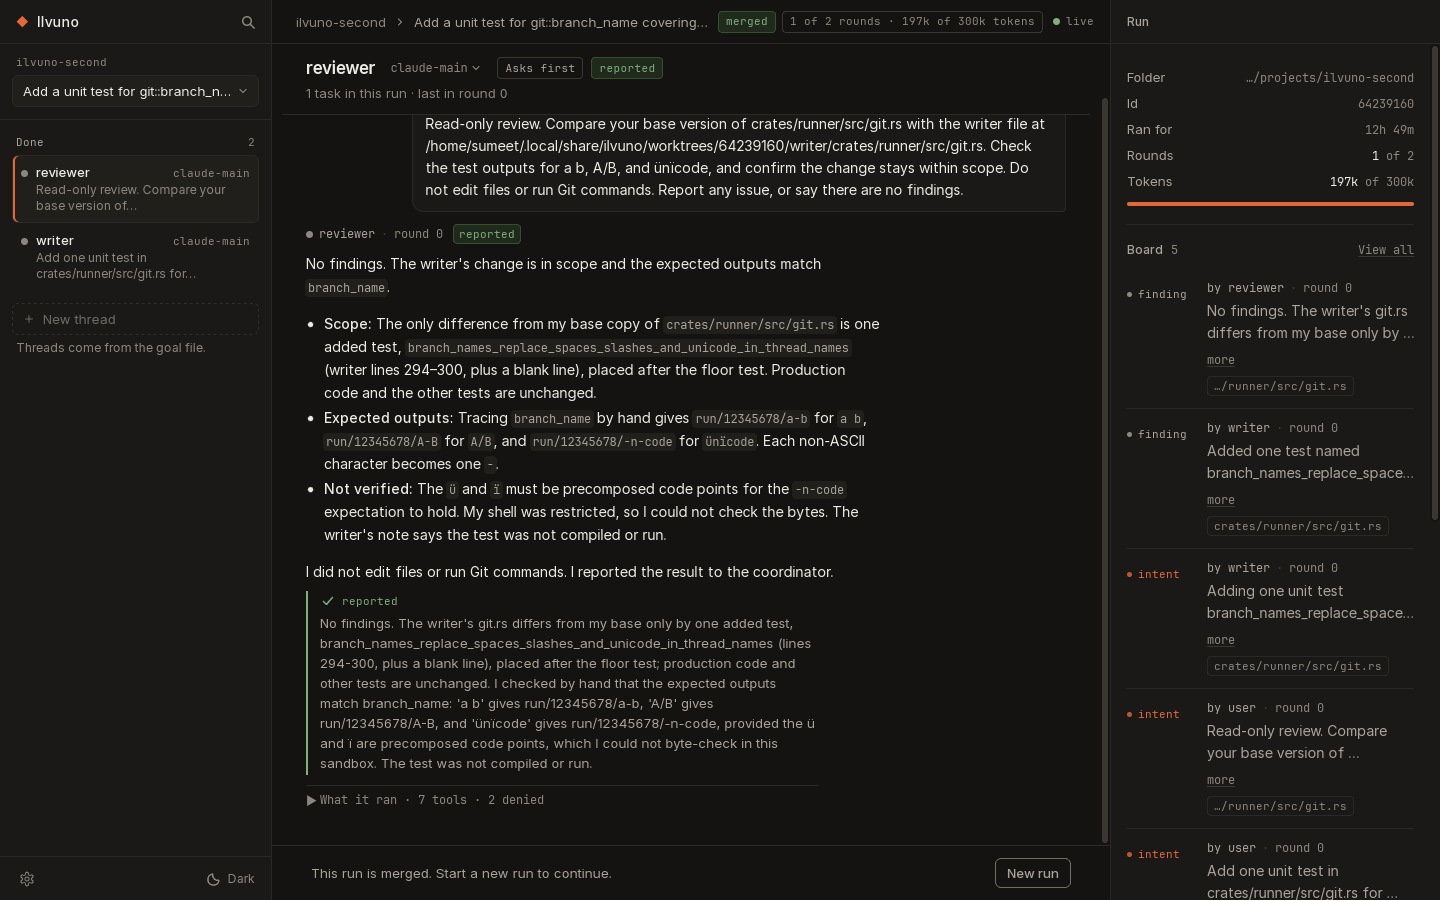 Ilvuno
ilvuno-second
Add a unit test for git::branch_n...
Done 2
reviewer claude-main
Read-only review. Compare your
base version of...
writer claude-main
Add one unit test in
crates/runner/src/git.rs for...
+ New thread
Threads come from the goal file.
Dark
ilvuno-second > Add a unit test for git::branch_name covering... merged 1 of 2 rounds · 197k of 300k tokens live
reviewer claude-main Asks first reported
1 task in this run · last in round 0
Read-only review. Compare your base version of crates/runner/src/git.rs with the writer file at
/home/sumeet/.local/share/ilvuno/worktrees/64239160/writer/crates/runner/src/git.rs. Check
the test outputs for a b, A/B, and ünïcode, and confirm the change stays within scope. Do
not edit files or run Git commands. Report any issue, or say there are no findings.
reviewer · round 0 reported
No findings. The writer's change is in scope and the expected outputs match
branch_name.
• Scope: The only difference from my base copy of crates/runner/src/git.rs is one
added test, branch_names_replace_spaces_slashes_and_unicode_in_thread_names
(writer lines 294–300, plus a blank line), placed after the floor test. Production
code and the other tests are unchanged.
• Expected outputs: Tracing branch_name by hand gives run/12345678/a-b for a b,
run/12345678/A-B for A/B, and run/12345678/-n-code for ünïcode. Each non-ASCII
character becomes one -.
• Not verified: The ü and ï must be precomposed code points for the -n-code
expectation to hold. My shell was restricted, so I could not check the bytes. The
writer's note says the test was not compiled or run.
I did not edit files or run Git commands. I reported the result to the coordinator.
reported
No findings. The writer's git.rs differs from my base only by one added test,
branch_names_replace_spaces_slashes_and_unicode_in_thread_names (lines
294-300, plus a blank line), placed after the floor test; production code and
other tests are unchanged. I checked by hand that the expected outputs
match branch_name: 'a b' gives run/12345678/a-b, 'A/B' gives
run/12345678/A-B, and 'ünïcode' gives run/12345678/-n-code, provided the ü
and ï are precomposed code points, which I could not byte-check in this
sandbox. The test was not compiled or run.
What it ran · 7 tools · 2 denied
This run is merged. Start a new run to continue. New run
Run
Folder …/projects/ilvuno-second
Id 64239160
Ran for 12h 49m
Rounds 1 of 2
Tokens 197k of 300k
Board 5 View all
finding by reviewer · round 0
No findings. The writer's git.rs
differs from my base only by ...
more
…/runner/src/git.rs
finding by writer · round 0
Added one test named
branch_names_replace_space...
more
crates/runner/src/git.rs
intent by writer · round 0
Adding one unit test
branch_names_replace_space...
more
crates/runner/src/git.rs
intent by user · round 0
Read-only review. Compare
your base version of ...
more
…/runner/src/git.rs
intent by user · round 0
Add one unit test in
crates/runner/src/git.rs for ...